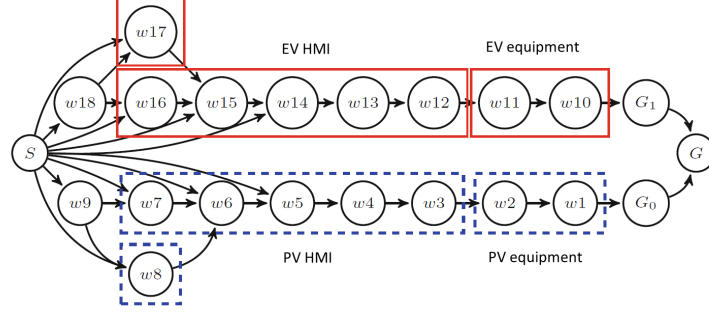 w17
EV HMI
EV equipment
w18
w16
w15
w14
w13
w12
w11
w10
G1
S
G
w9
w7
w6
w5
w4
w3
w2
w1
G0
PV HMI
PV equipment
w8